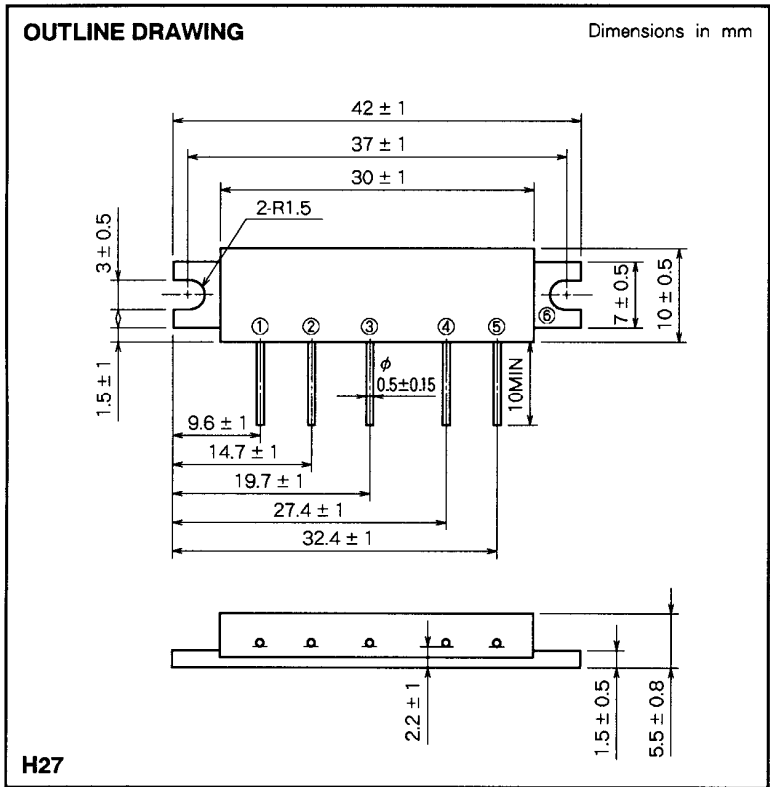 OUTLINE DRAWING
Dimensions in mm
42 ± 1
37 ± 1
30 ± 1
2-R1.5
3 ± 0.5
1.5 ± 1
① ② ③ ④ ⑤
⑥
7 ± 0.5
10 ± 0.5
ϕ
0.5±0.15
10MIN
9.6 ± 1
14.7 ± 1
19.7 ± 1
27.4 ± 1
32.4 ± 1
2.2 ± 1
1.5 ± 0.5
5.5 ± 0.8
H27